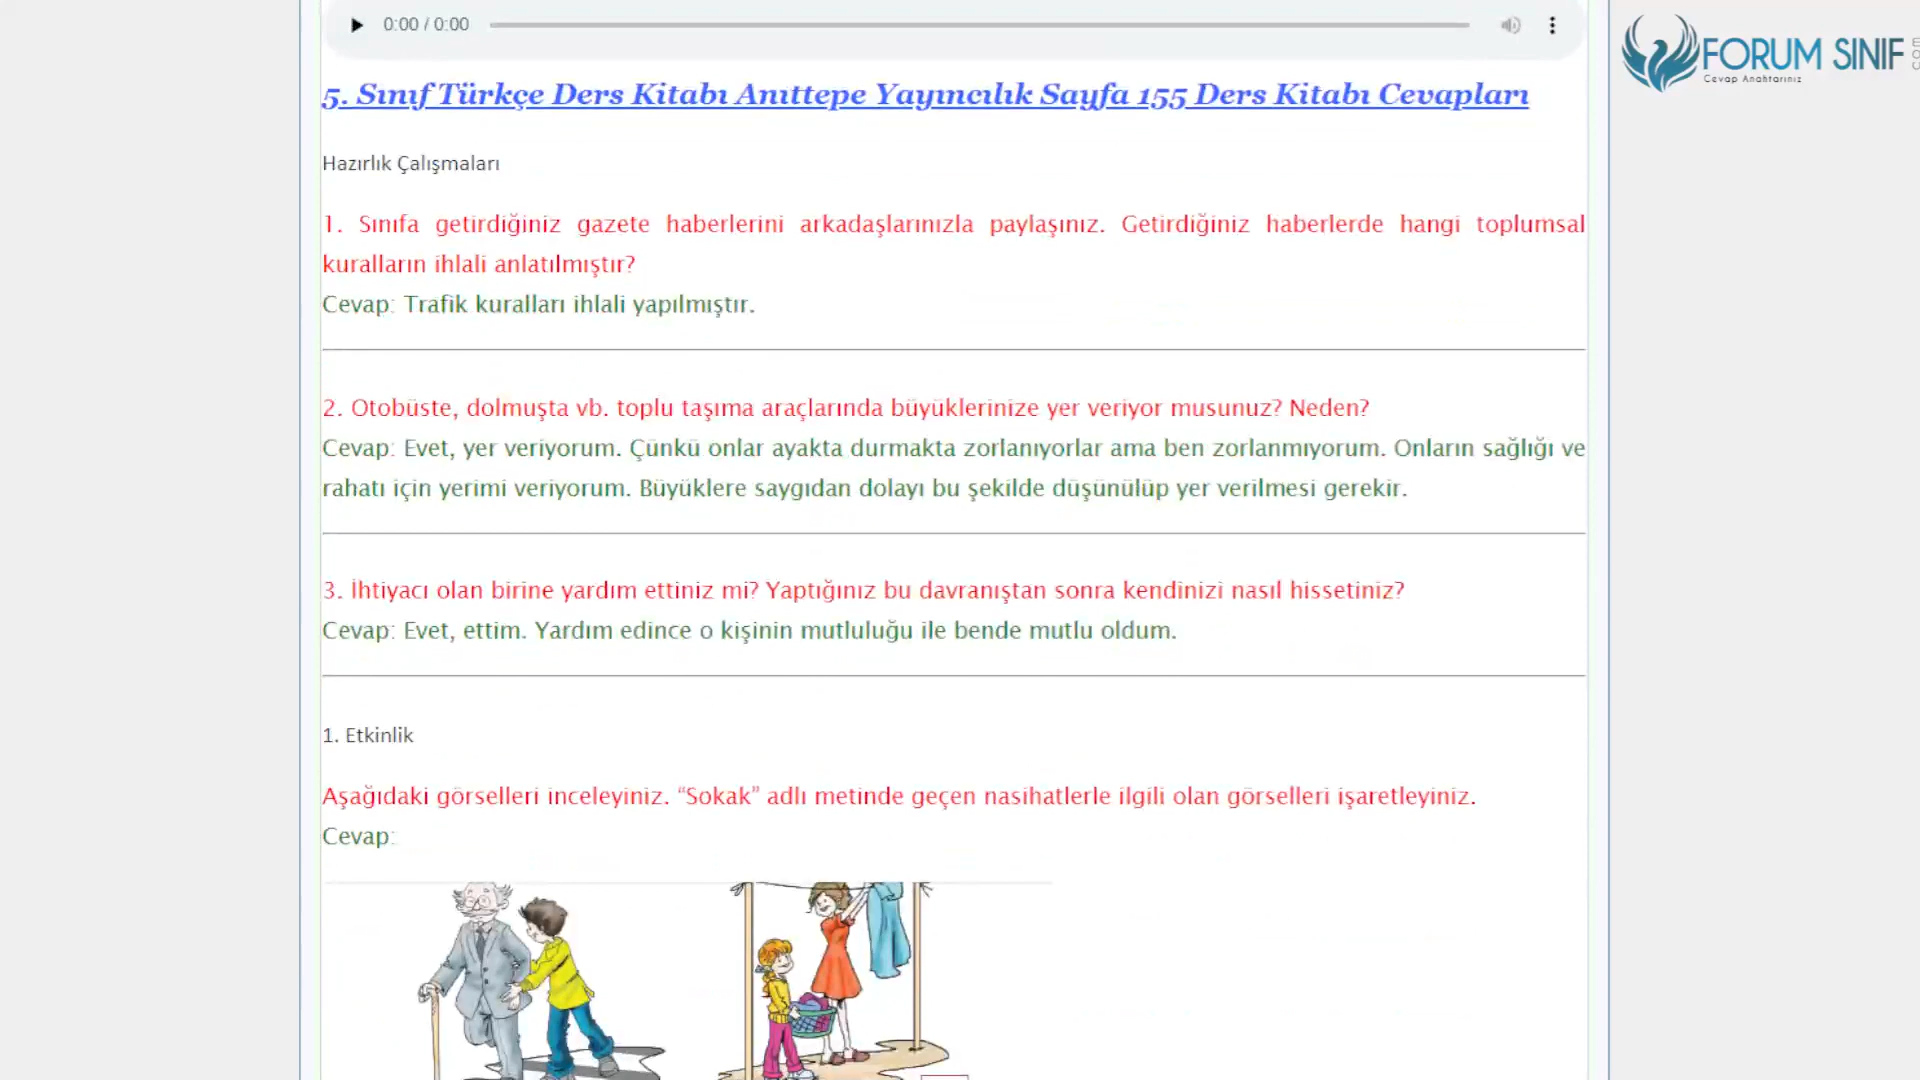 0:00 / 0:00
FORUM SINIF
Cevap Anahtarınız
5. Sınıf Türkçe Ders Kitabı Anıttepe Yayıncılık Sayfa 155 Ders Kitabı Cevapları
Hazırlık Çalışmaları
1. Sınıfa getirdiğiniz gazete haberlerini arkadaşlarınızla paylaşınız. Getirdiğiniz haberlerde hangi toplumsal
kuralların ihlali anlatılmıştır?
Cevap: Trafik kuralları ihlali yapılmıştır.
2. Otobüste, dolmuşta vb. toplu taşıma araçlarında büyüklerinize yer veriyor musunuz? Neden?
Cevap: Evet, yer veriyorum. Çünkü onlar ayakta durmakta zorlanıyorlar ama ben zorlanmıyorum. Onların sağlığı ve
rahatı için yerimi veriyorum. Büyüklere saygıdan dolayı bu şekilde düşünülüp yer verilmesi gerekir.
3. İhtiyacı olan birine yardım ettiniz mi? Yaptığınız bu davranıştan sonra kendinizi nasıl hissetiniz?
Cevap: Evet, ettim. Yardım edince o kişinin mutluluğu ile bende mutlu oldum.
1. Etkinlik
Aşağıdaki görselleri inceleyiniz. “Sokak” adlı metinde geçen nasihatlerle ilgili olan görselleri işaretleyiniz.
Cevap: